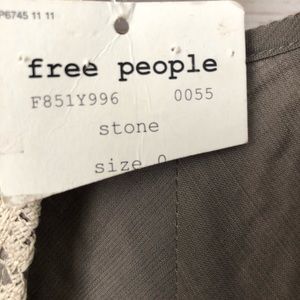 P6745 11 11
free people
F851Y996 0055
stone
size 0